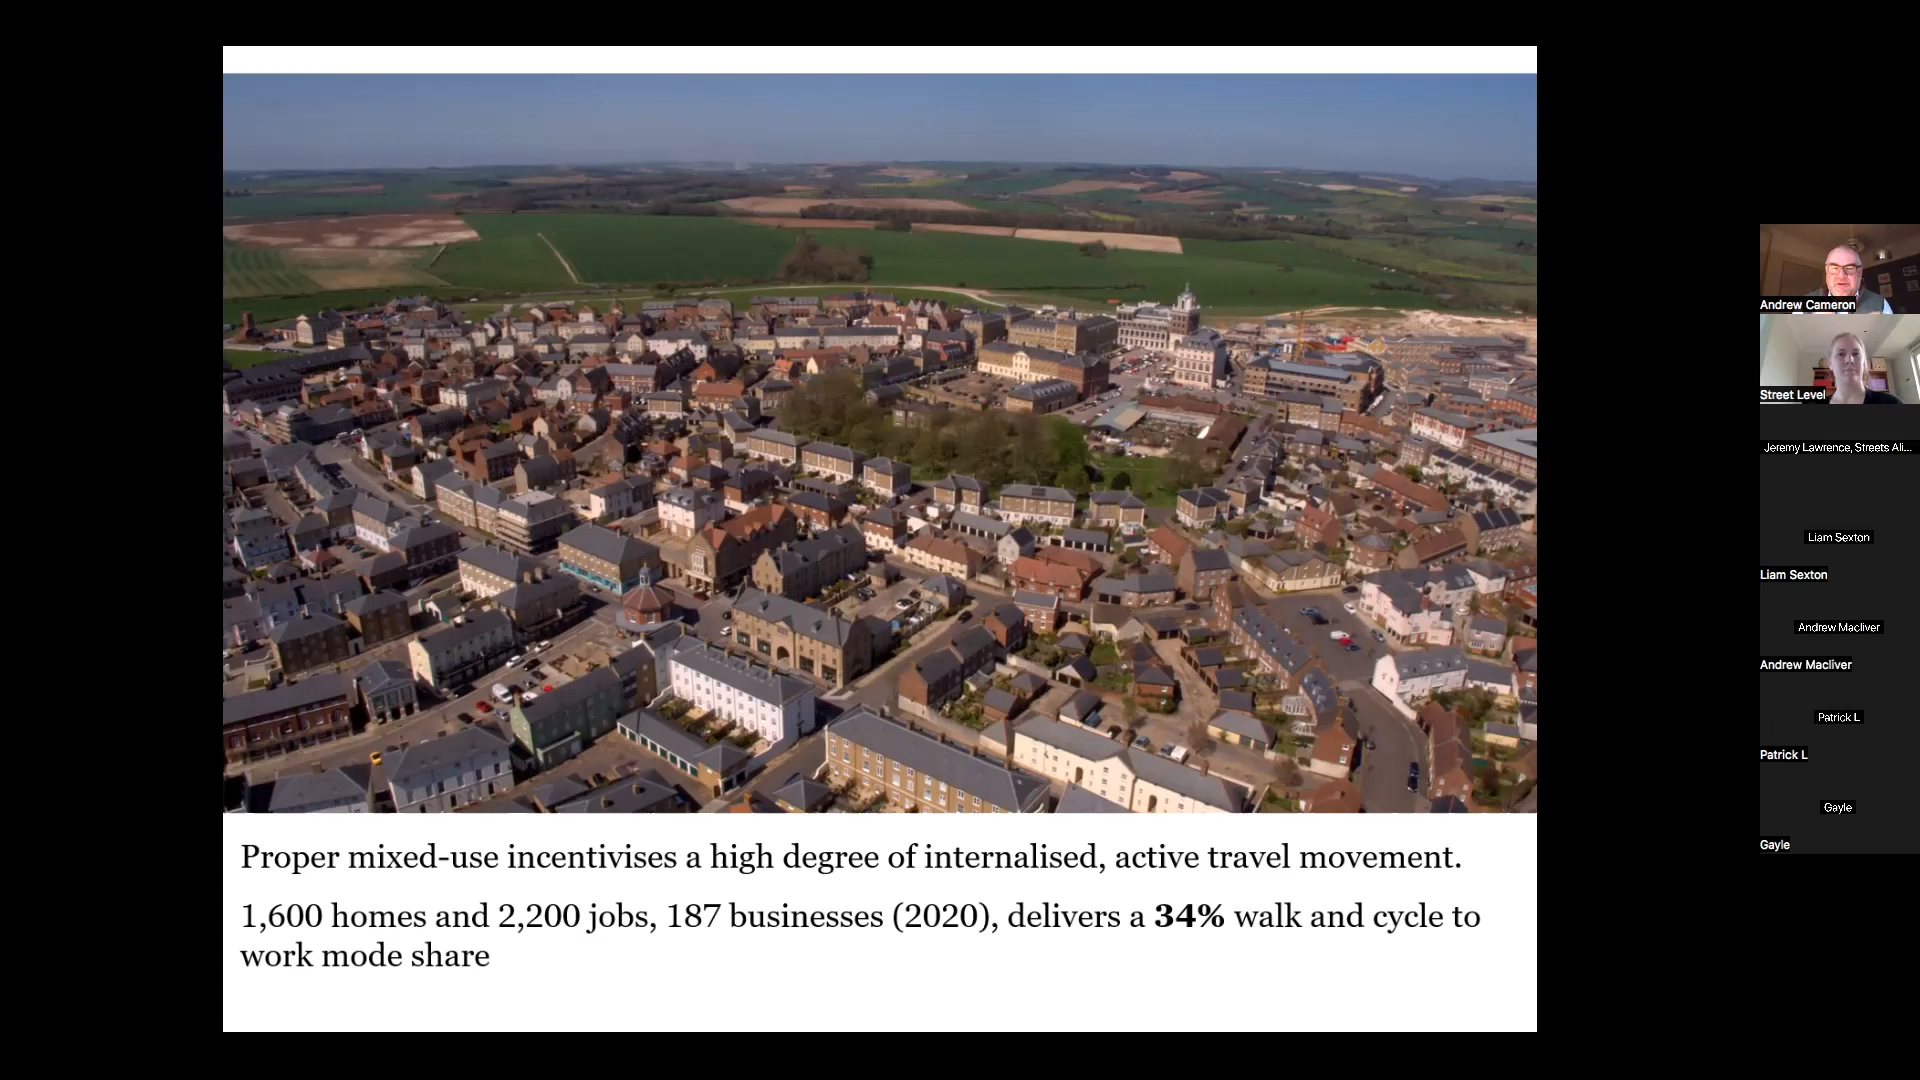 Proper mixed-use incentivises a high degree of internalised, active travel movement.
1,600 homes and 2,200 jobs, 187 businesses (2020), delivers a 34% walk and cycle to
work mode share
Andrew Cameron
Street Level
Jeremy Lawrence, Streets Ali...
Liam Sexton
Liam Sexton
Andrew Macliver
Andrew Macliver
Patrick L
Patrick L
Gayle
Gayle